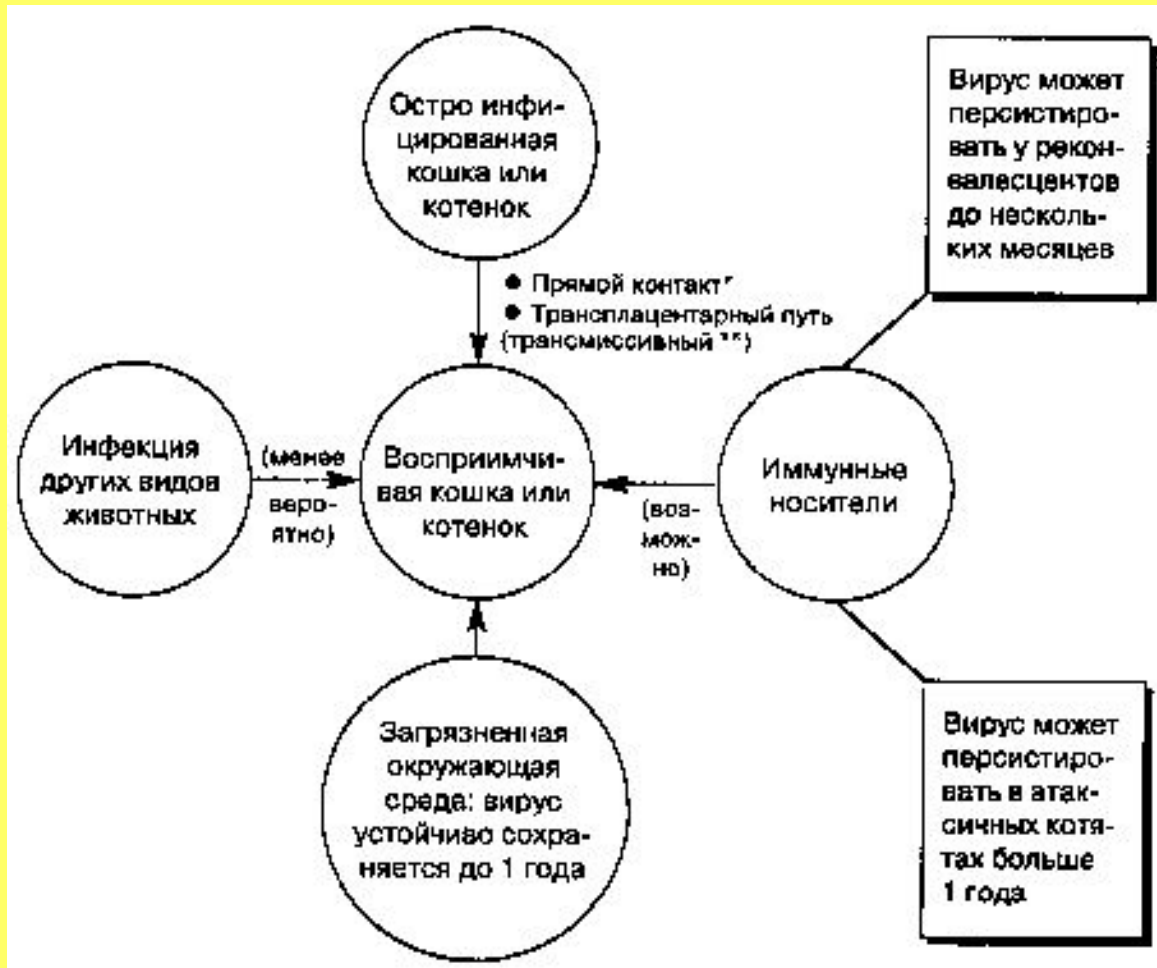 Остро инфи-
цированная
кошка или
котенок
● Прямой контакт*
● Трансплацентарный путь
(трансмиссивный **)
Вирус может
персистиро-
вать у рекон-
валесцентов
до несколь-
ких месяцев
Инфекция
других видов
животных
(менее
веро-
ятно)
Восприимчи-
вая кошка или
котенок
(воз-
мож-
но)
Иммунные
носители
Загрязненная
окружающая
среда: вирус
устойчиво сохра-
няется до 1 года
Вирус может
персистиро-
вать в атак-
сичных котя-
тах больше
1 года